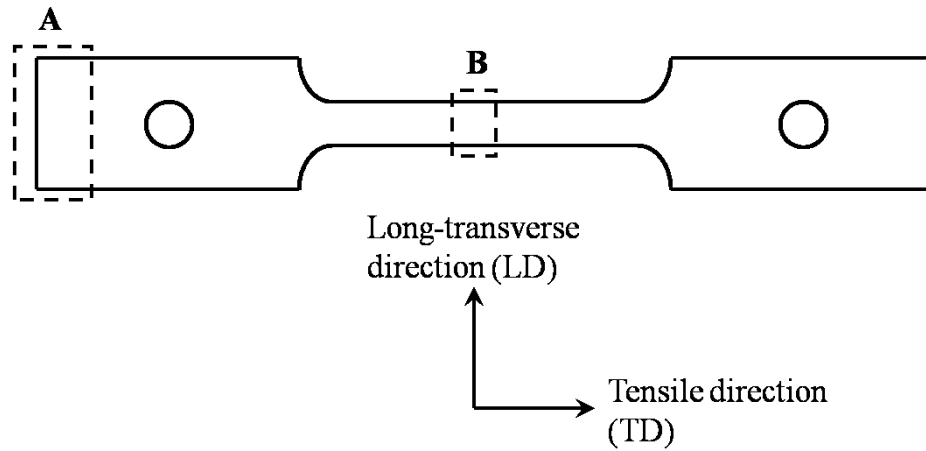 A
B
Long-transverse
direction (LD)
Tensile direction
(TD)